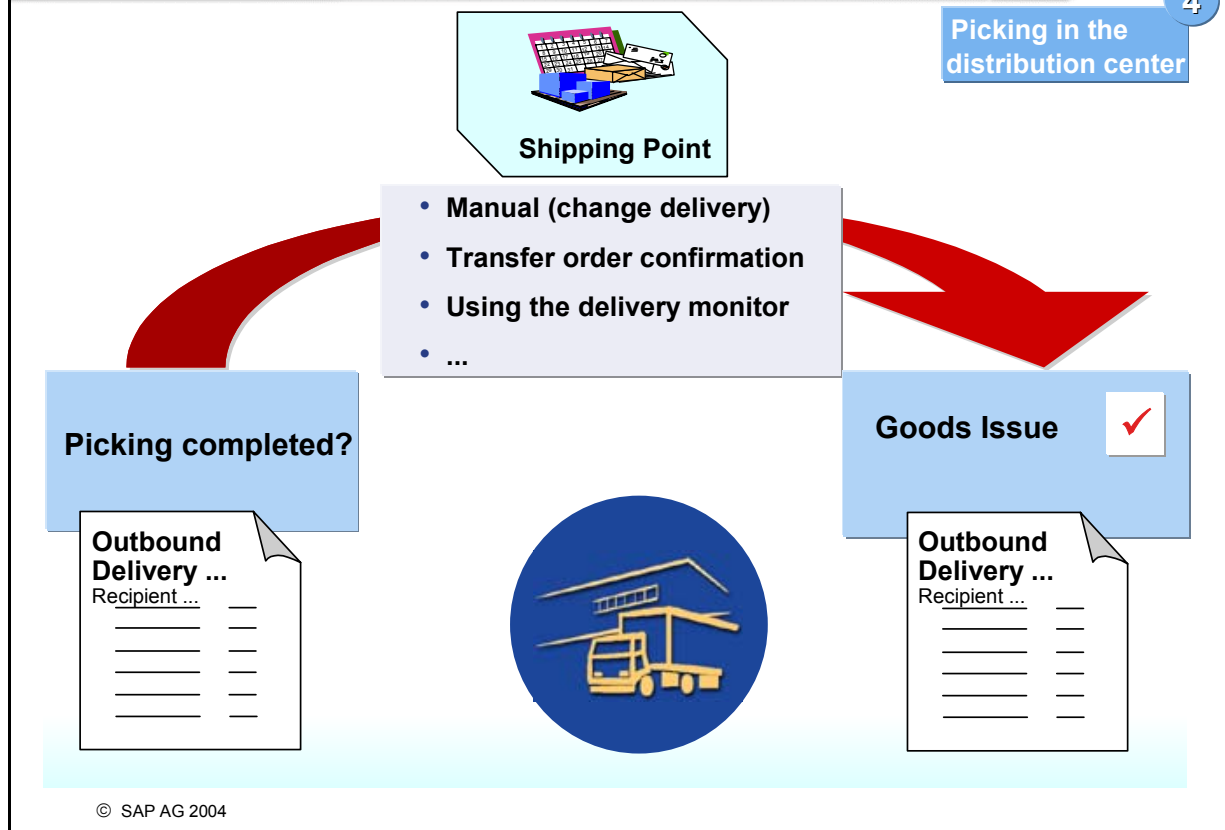 4
Picking in the
distribution center
Shipping Point
• Manual (change delivery)
• Transfer order confirmation
• Using the delivery monitor
• ...
Picking completed?
Goods Issue ✓
Outbound
Delivery ...
Recipient ...
Outbound
Delivery ...
Recipient ...
© SAP AG 2004